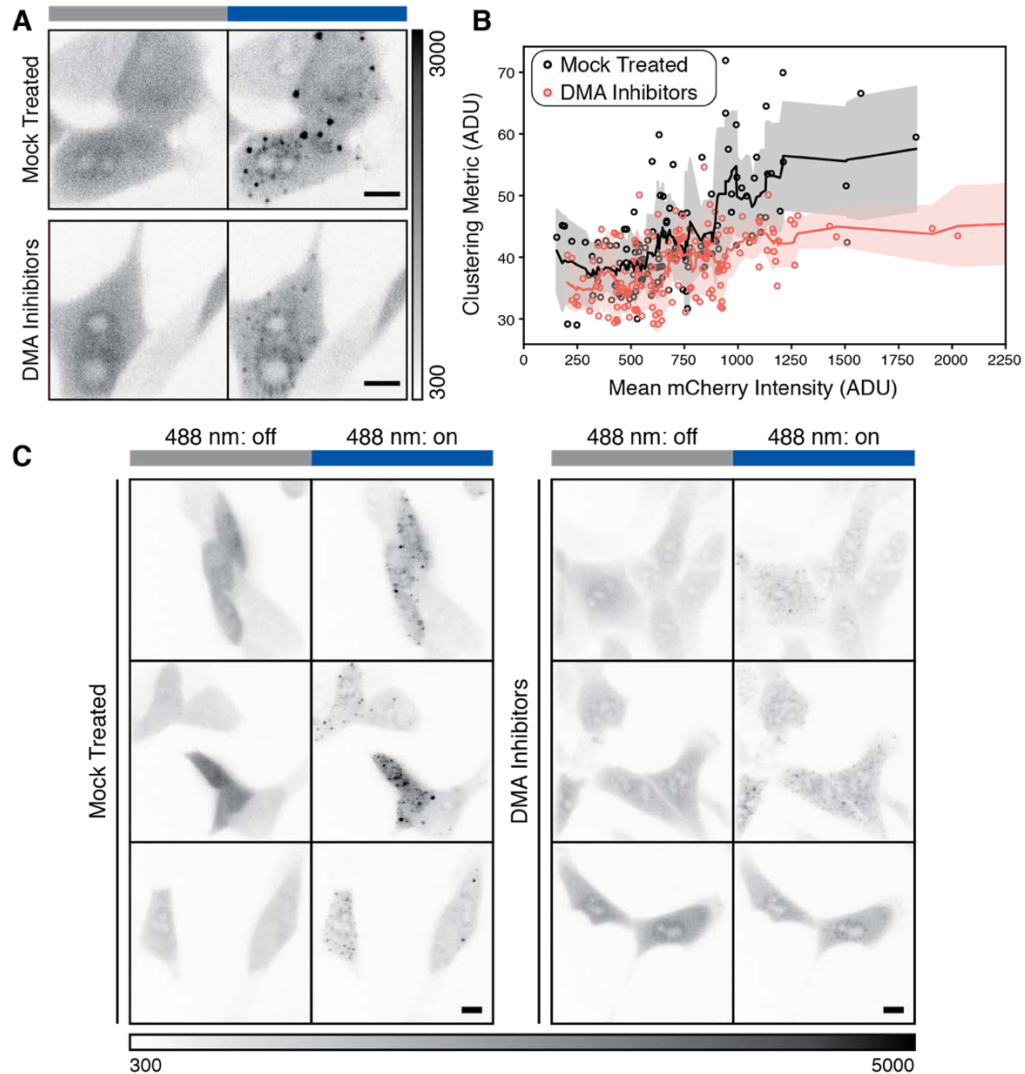 A
Mock Treated
DMA Inhibitors
3000
300
B
Mock Treated
DMA Inhibitors
Clustering Metric (ADU)
70
60
50
40
30
0
250
500
750
1000
1250
1500
1750
2000
2250
Mean mCherry Intensity (ADU)
C
488 nm: off
488 nm: on
488 nm: off
488 nm: on
Mock Treated
DMA Inhibitors
300
5000